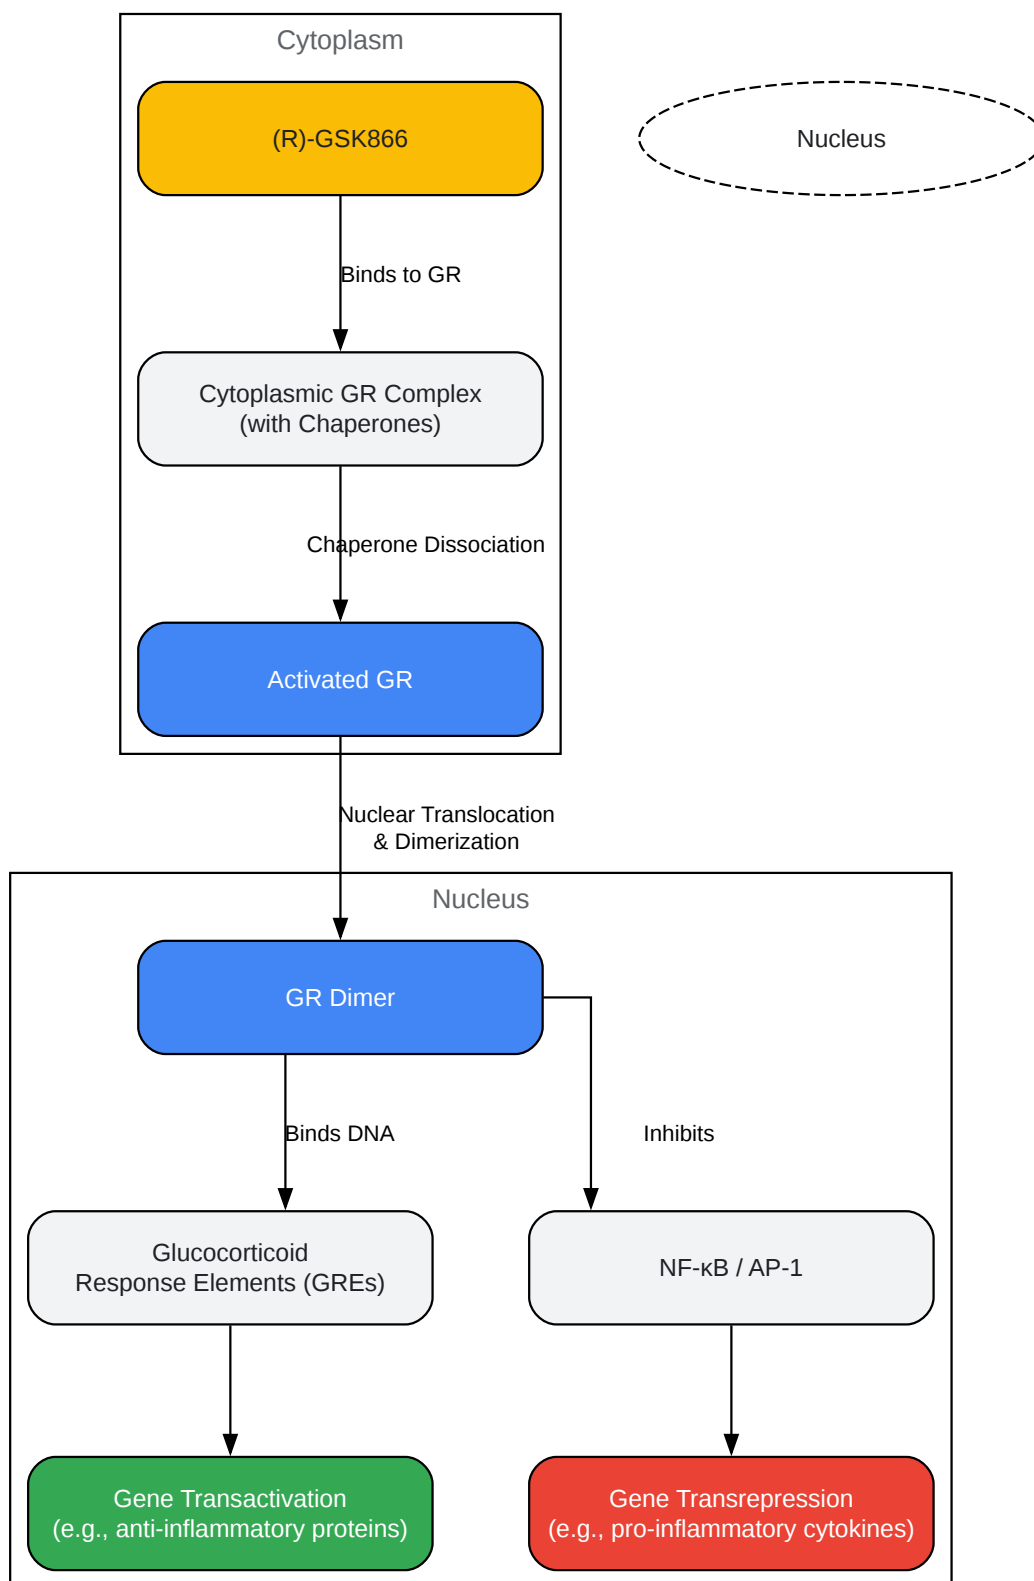 Cytoplasm
(R)-GSK866
Nucleus
Binds to GR
Cytoplasmic GR Complex
(with Chaperones)
Chaperone Dissociation
Activated GR
Nuclear Translocation
& Dimerization
Nucleus
GR Dimer
Binds DNA
Inhibits
Glucocorticoid
Response Elements (GREs)
NF-κB / AP-1
Gene Transactivation
(e.g., anti-inflammatory proteins)
Gene Transrepression
(e.g., pro-inflammatory cytokines)